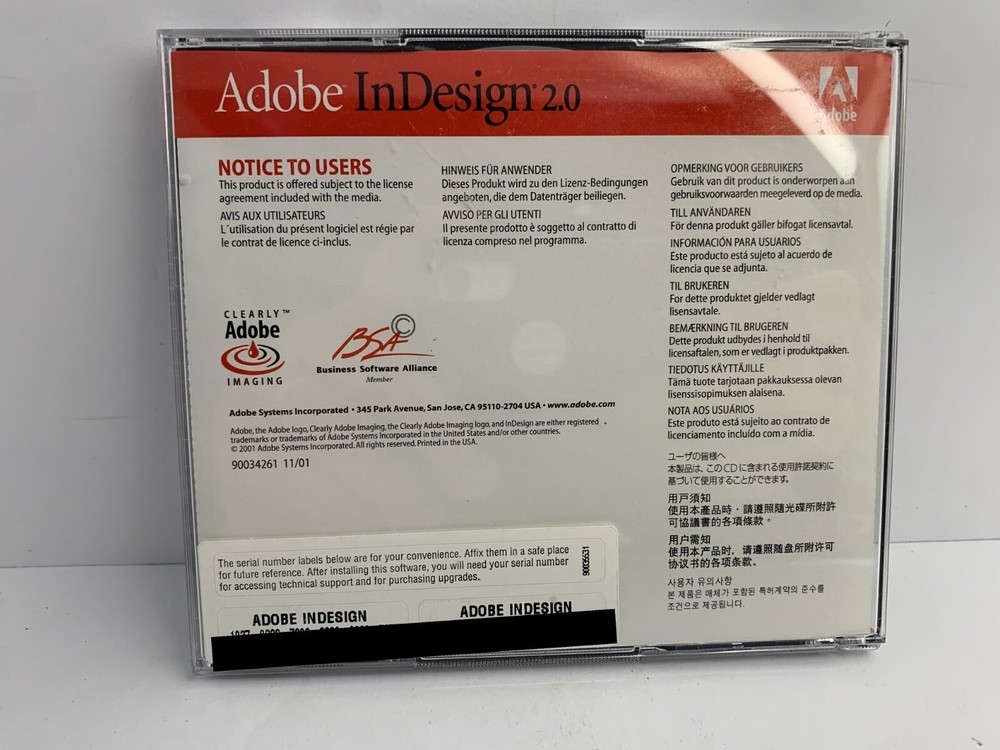 Adobe InDesign® 2.0
Adobe
NOTICE TO USERS
This product is offered subject to the license
agreement included with the media.
AVIS AUX UTILISATEURS
L'utilisation du présent logiciel est régie par
le contrat de licence ci-inclus.
HINWEIS FÜR ANWENDER
Dieses Produkt wird zu den Lizenz-Bedingungen
angeboten, die dem Datenträger beiliegen.
AVVISO PER GLI UTENTI
Il presente prodotto è soggetto al contratto di
licenza compreso nel programma.
OPMERKING VOOR GEBRUIKERS
Gebruik van dit product is onderworpen aan
gebruiksvoorwaarden meegeleverd op de media.
TILL ANVÄNDAREN
För denna produkt gäller bifogat licensavtal.
INFORMACIÓN PARA USUARIOS
Este producto está sujeto al acuerdo de
licencia que se adjunta.
TIL BRUKEREN
For dette produktet gjelder vedlagt
lisensavtale.
BEMÆRKNING TIL BRUGEREN
Dette produkt udbydes i henhold til
licensaftalen, som er vedlagt i produktpakken.
TIEDOTUS KÄYTTÄJILLE
Tämä tuote tarjotaan pakkauksessa olevan
lisenssisopimuksen alaisena.
NOTA AOS USUÁRIOS
Este produto está sujeito ao contrato de
licenciamento incluído com a mídia.
ユーザの皆様へ
本製品は、このCDに含まれる使用許諾契約に
基づいて使用することができます。
用戶須知
使用本產品時，請遵照隨光碟所附許
可協議書的各項條款。
用户需知
使用本产品时，请遵照随盘所附许可
协议书的各项条款。
사용자 유의사항
본 제품은 매체가 포함된 특허계약의 준수를
조건으로 제공됩니다.
CLEARLY™
Adobe
IMAGING
BSA©
Business Software Alliance
Member
Adobe Systems Incorporated • 345 Park Avenue, San Jose, CA 95110-2704 USA • www.adobe.com
Adobe, the Adobe logo, Clearly Adobe Imaging, the Clearly Adobe Imaging logo, and InDesign are either registered
trademarks or trademarks of Adobe Systems Incorporated in the United States and/or other countries.
© 2001 Adobe Systems Incorporated. All rights reserved. Printed in the USA.
90034261 11/01
The serial number labels below are for your convenience. Affix them in a safe place
for future reference. After installing this software, you will need your serial number
for accessing technical support and for purchasing upgrades.
90035531
ADOBE INDESIGN
ADOBE INDESIGN